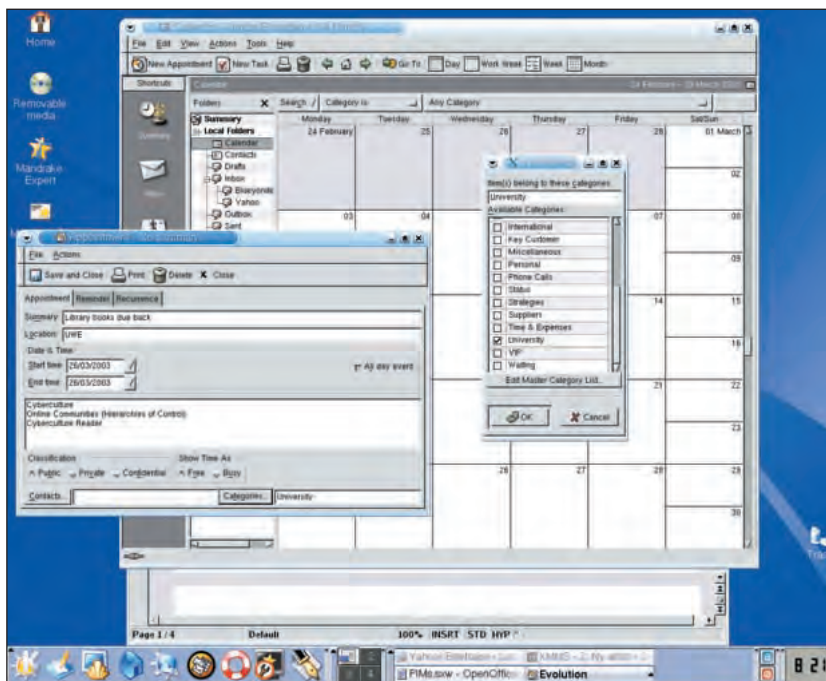 Home
Removable
media
Mandrake
Expert
File Edit View Actions Tools Help
New Appointment New Task Go To Day Work Week Week Month
Shortcuts
Calendar
Summary
Folders
Search Category is Any Category
Summary
Local Folders
Calendar
Contacts
Drafts
Inbox
Yahoo
Outbox
Sent
Monday Tuesday Wednesday Thursday Friday Sat/Sun
24 February 25 26 27 28 01 March
02
03 04 07 08
09
14 15
16
21 22
23
26 27 28 29
30
Item(s) belong to these categories:
University
Available Categories:
International
Key Customer
Miscellaneous
Personal
Phone Calls
Status
Strategies
Suppliers
Time & Expenses
University
VIP
Waiting
Edit Master Category List...
OK Cancel
File Actions
Save and Close Print Delete Close
Appointment Reminder Recurrence
Summary: Library books due back
Location: UWE
Date & Time
Start time: 26/03/2003
All day event
End time: 26/03/2003
Cyberculture
Online Communities (Hierarchies of Control)
Cyberculture Reader
Classification Show Time As
Public Private Confidential Free Busy
Contacts... Categories... University
Page 1 / 4 Default 100% INSRT STD HYP *
PIMs.sxw - OpenOffic Evolution
8 21